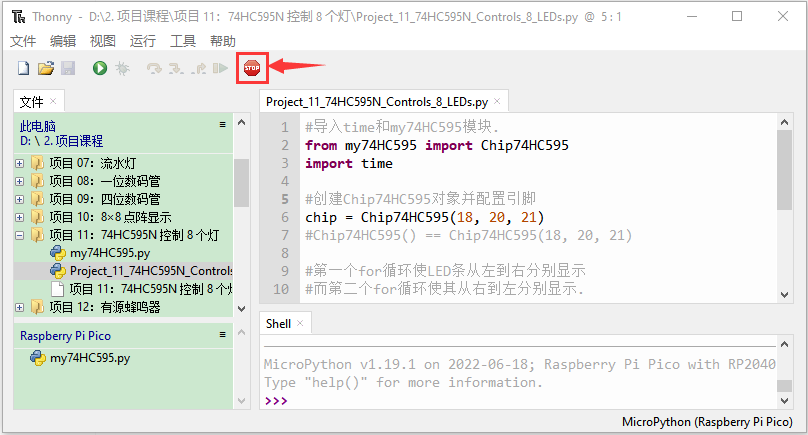 Thonny - D:\2. 项目课程\项目 11：74HC595N 控制 8 个灯\Project_11_74HC595N_Controls_8_LEDs.py @ 5 : 1
文件 编辑 视图 运行 工具 帮助
STOP
文件
此电脑
D: \ 2. 项目课程
项目 07：流水灯
项目 08：一位数码管
项目 09：四位数码管
项目 10：8×8 点阵显示
项目 11：74HC595N 控制 8 个灯
my74HC595.py
Project_11_74HC595N_Controls
项目 11：74HC595N 控制 8 个灯
项目 12：有源蜂鸣器
Raspberry Pi Pico
my74HC595.py
Project_11_74HC595N_Controls_8_LEDs.py
1 #导入time和my74HC595模块.
2 from my74HC595 import Chip74HC595
3 import time
4
5 #创建Chip74HC595对象并配置引脚
6 chip = Chip74HC595(18, 20, 21)
7 #Chip74HC595() == Chip74HC595(18, 20, 21)
8
9 #第一个for循环使LED条从左到右分别显示
10 #而第二个for循环使其从右到左分别显示.
Shell
MicroPython v1.19.1 on 2022-06-18; Raspberry Pi Pico with RP2040
Type "help()" for more information.
>>>
MicroPython (Raspberry Pi Pico)